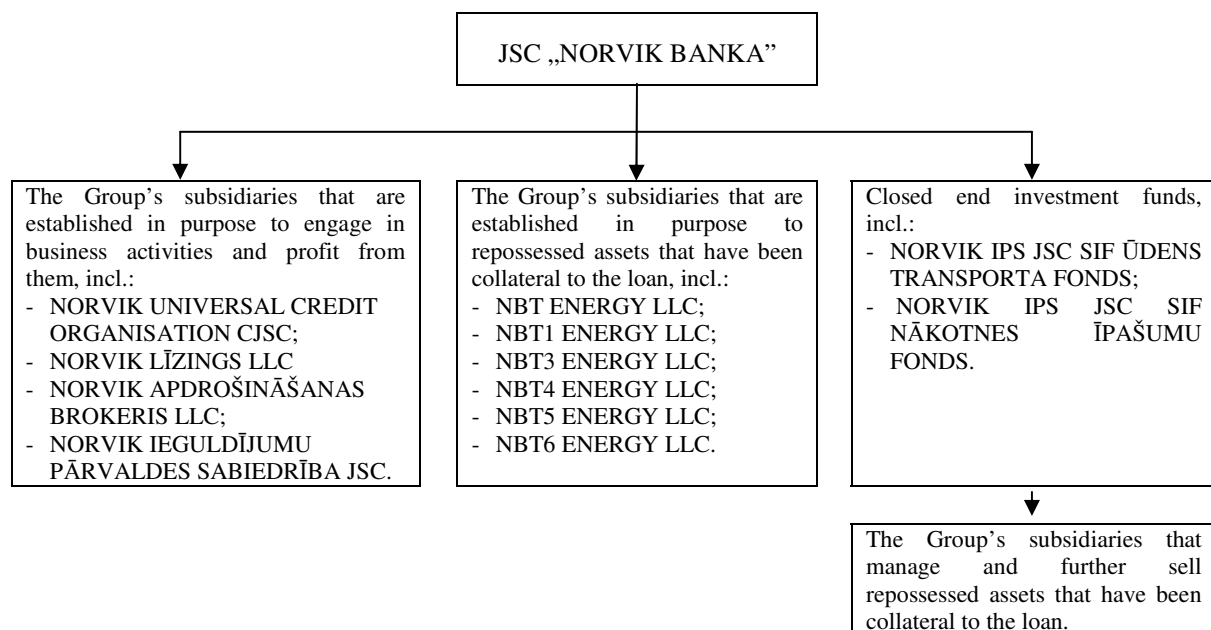 JSC „NORVIK BANKA”
The Group’s subsidiaries that are
established in purpose to engage in
business activities and profit from
them, incl.:
- NORVIK UNIVERSAL CREDIT
ORGANISATION CJSC;
- NORVIK LĪZINGS LLC
- NORVIK APDROŠINĀŠANAS
BROKERIS LLC;
- NORVIK IEGULDĪJUMU
PĀRVALDES SABIEDRĪBA JSC.
The Group’s subsidiaries that are
established in purpose to
repossessed assets that have been
collateral to the loan, incl.:
- NBT ENERGY LLC;
- NBT1 ENERGY LLC;
- NBT3 ENERGY LLC;
- NBT4 ENERGY LLC;
- NBT5 ENERGY LLC;
- NBT6 ENERGY LLC.
Closed end investment funds,
incl.:
- NORVIK IPS JSC SIF ŪDENS
TRANSPORTA FONDS;
- NORVIK IPS JSC SIF
NĀKOTNES ĪPAŠUMU
FONDS.
The Group’s subsidiaries that
manage and further sell
repossessed assets that have been
collateral to the loan.